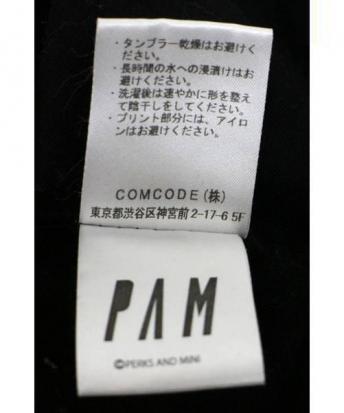 ・タンブラー乾燥はお避けく
ださい。
・長時間の水への浸漬けはお
避けください。
・洗濯後は速やかに形を整え
て陰干しをしてください。
・プリント部分には、アイロ
ンはお避けください。
COMCODE(株)
東京都渋谷区神宮前2-17-6 5F
PAM
©PERKS AND MINI